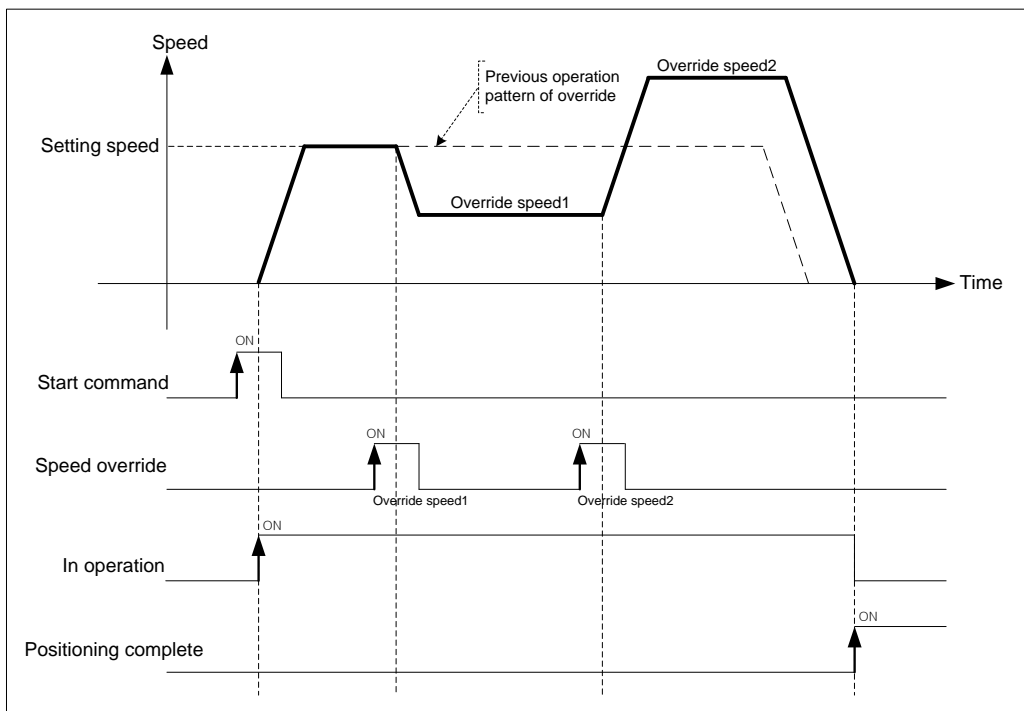 Speed
Override speed2
Previous operation
pattern of override
Setting speed
Override speed1
Time
ON
Start command
ON
ON
Speed override
Override speed1
Override speed2
ON
In operation
ON
Positioning complete